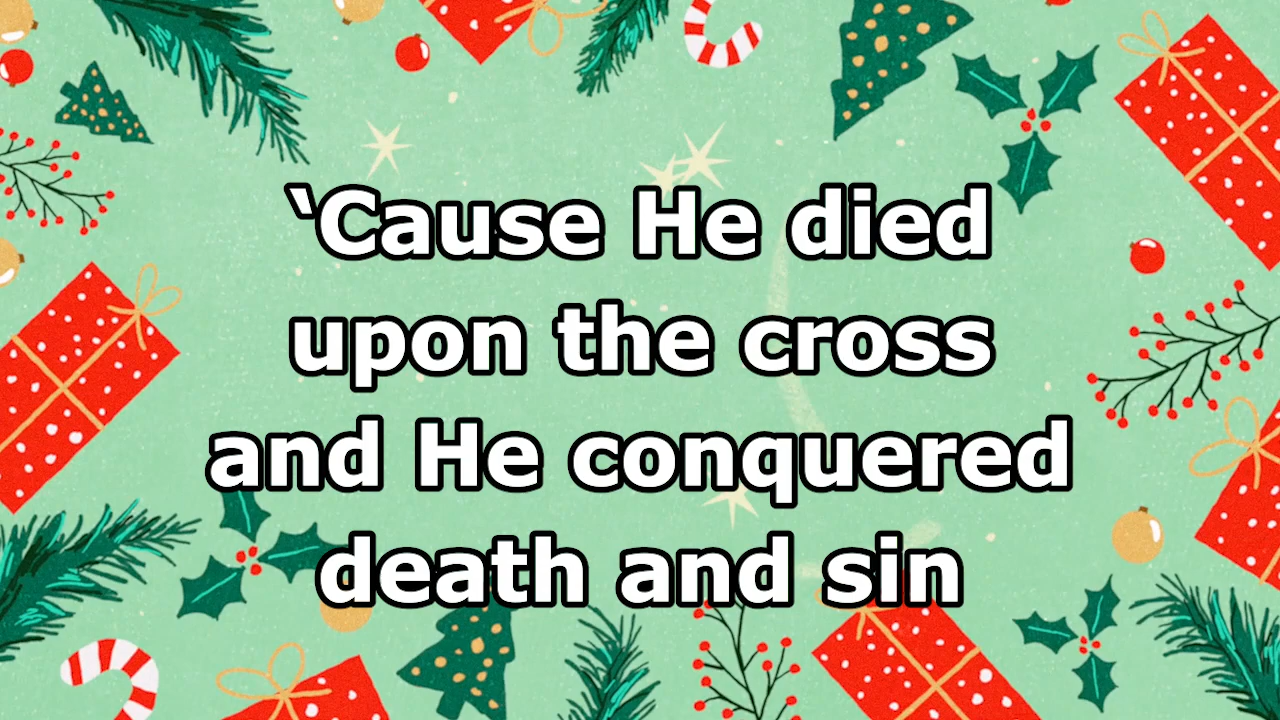 ‘Cause He died
upon the cross
and He conquered
death and sin